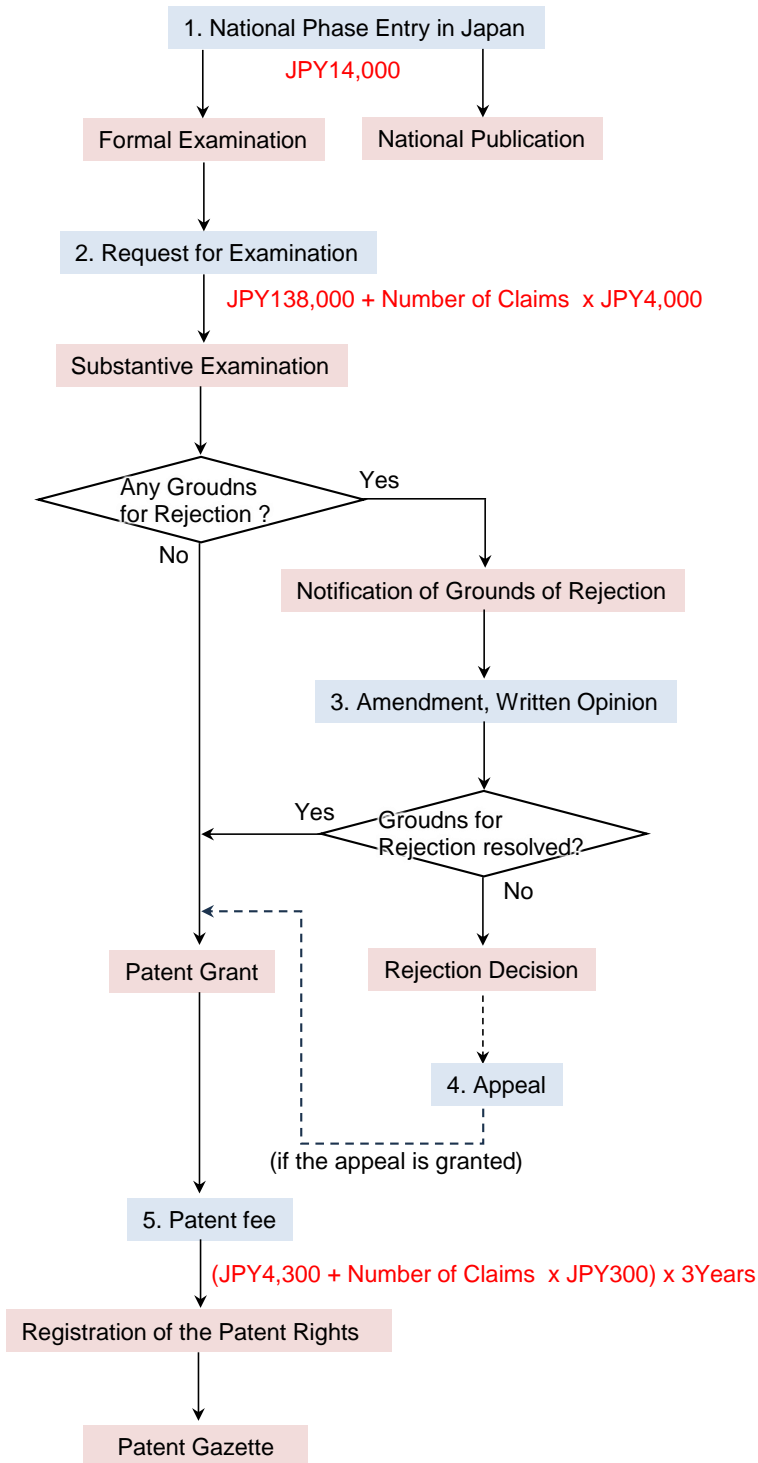 1. National Phase Entry in Japan
JPY14,000
Formal Examination
National Publication
2. Request for Examination
JPY138,000 + Number of Claims x JPY4,000
Substantive Examination
Any Groudns
for Rejection ?
Yes
No
Notification of Grounds of Rejection
3. Amendment, Written Opinion
Yes
Groudns for
Rejection resolved?
No
Patent Grant
Rejection Decision
4. Appeal
(if the appeal is granted)
5. Patent fee
(JPY4,300 + Number of Claims x JPY300) x 3Years
Registration of the Patent Rights
Patent Gazette